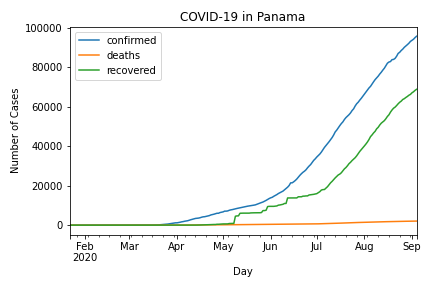 COVID-19 in Panama
100000
80000
60000
40000
20000
0
Number of Cases
confirmed
deaths
recovered
Feb Mar Apr May Jun Jul Aug Sep
2020
Day